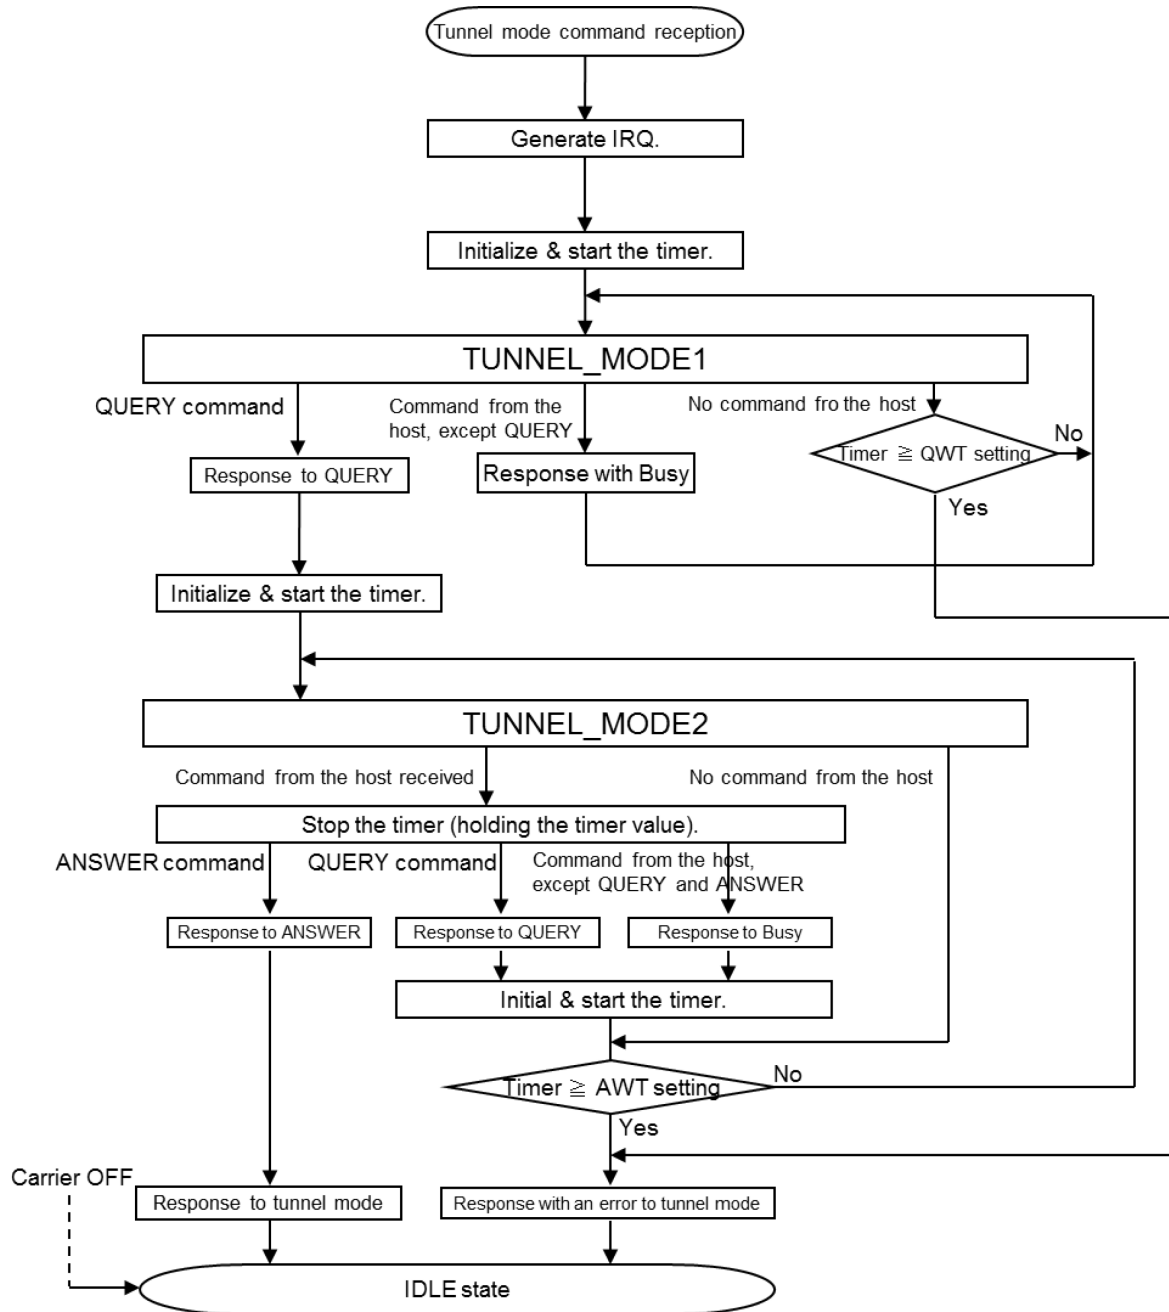 Tunnel mode command reception
Generate IRQ.
Initialize & start the timer.
TUNNEL_MODE1
QUERY command
Command from the
host, except QUERY
No command fro the host
Timer ≧ QWT setting
No
Yes
Response to QUERY
Response with Busy
Initialize & start the timer.
TUNNEL_MODE2
Command from the host received
No command from the host
Stop the timer (holding the timer value).
ANSWER command
QUERY command
Command from the host,
except QUERY and ANSWER
Response to ANSWER
Response to QUERY
Response to Busy
Initial & start the timer.
Timer ≧ AWT setting
No
Yes
Carrier OFF
Response to tunnel mode
Response with an error to tunnel mode
IDLE state